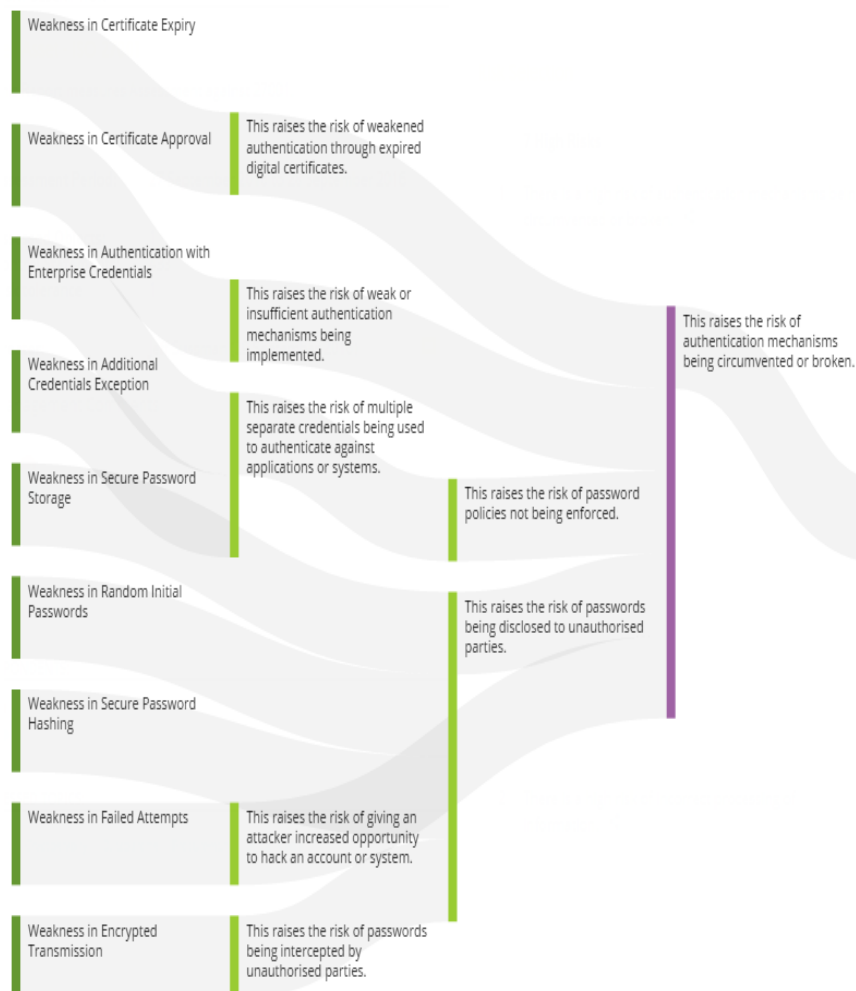 Weakness in Certificate Expiry
Weakness in Certificate Approval
Weakness in Authentication with
Enterprise Credentials
Weakness in Additional
Credentials Exception
Weakness in Secure Password
Storage
Weakness in Random Initial
Passwords
Weakness in Secure Password
Hashing
Weakness in Failed Attempts
Weakness in Encrypted
Transmission
This raises the risk of weakened
authentication through expired
digital certificates.
This raises the risk of weak or
insufficient authentication
mechanisms being
implemented.
This raises the risk of multiple
separate credentials being used
to authenticate against
applications or systems.
This raises the risk of giving an
attacker increased opportunity
to hack an account or system.
This raises the risk of passwords
being intercepted by
unauthorised parties.
This raises the risk of password
policies not being enforced.
This raises the risk of passwords
being disclosed to unauthorised
parties.
This raises the risk of
authentication mechanisms
being circumvented or broken.